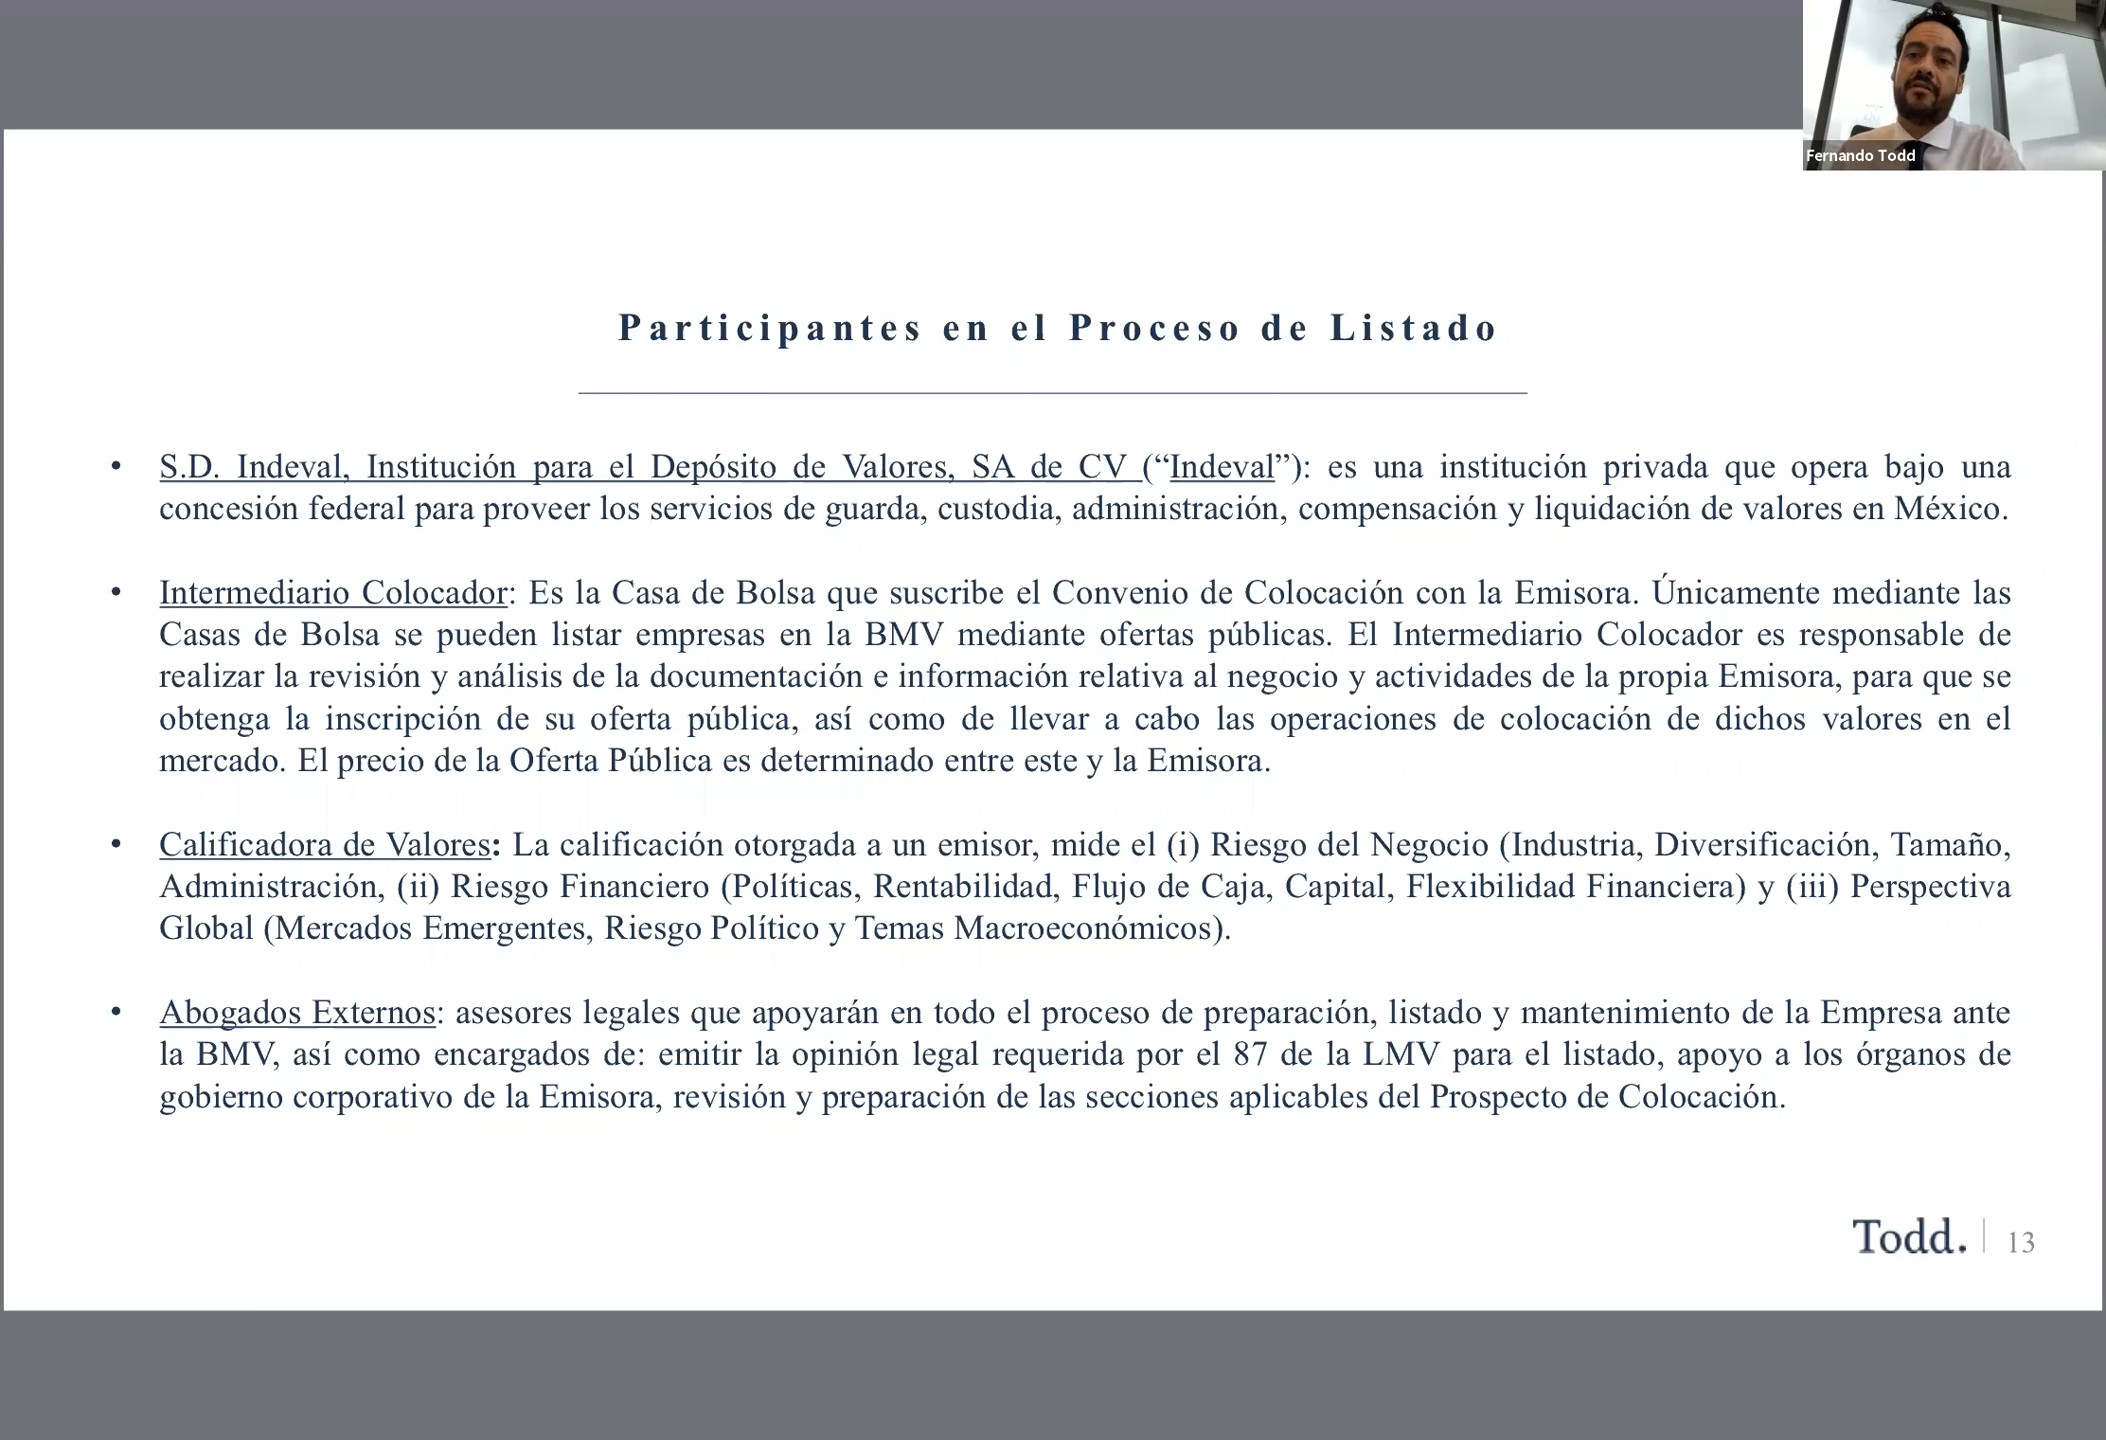 Fernando Todd
Participantes en el Proceso de Listado
• S.D. Indeval, Institución para el Depósito de Valores, SA de CV (“Indeval”): es una institución privada que opera bajo una
concesión federal para proveer los servicios de guarda, custodia, administración, compensación y liquidación de valores en México.
• Intermediario Colocador: Es la Casa de Bolsa que suscribe el Convenio de Colocación con la Emisora. Únicamente mediante las
Casas de Bolsa se pueden listar empresas en la BMV mediante ofertas públicas. El Intermediario Colocador es responsable de
realizar la revisión y análisis de la documentación e información relativa al negocio y actividades de la propia Emisora, para que se
obtenga la inscripción de su oferta pública, así como de llevar a cabo las operaciones de colocación de dichos valores en el
mercado. El precio de la Oferta Pública es determinado entre este y la Emisora.
• Calificadora de Valores: La calificación otorgada a un emisor, mide el (i) Riesgo del Negocio (Industria, Diversificación, Tamaño,
Administración, (ii) Riesgo Financiero (Políticas, Rentabilidad, Flujo de Caja, Capital, Flexibilidad Financiera) y (iii) Perspectiva
Global (Mercados Emergentes, Riesgo Político y Temas Macroeconómicos).
• Abogados Externos: asesores legales que apoyarán en todo el proceso de preparación, listado y mantenimiento de la Empresa ante
la BMV, así como encargados de: emitir la opinión legal requerida por el 87 de la LMV para el listado, apoyo a los órganos de
gobierno corporativo de la Emisora, revisión y preparación de las secciones aplicables del Prospecto de Colocación.
Todd. | 13